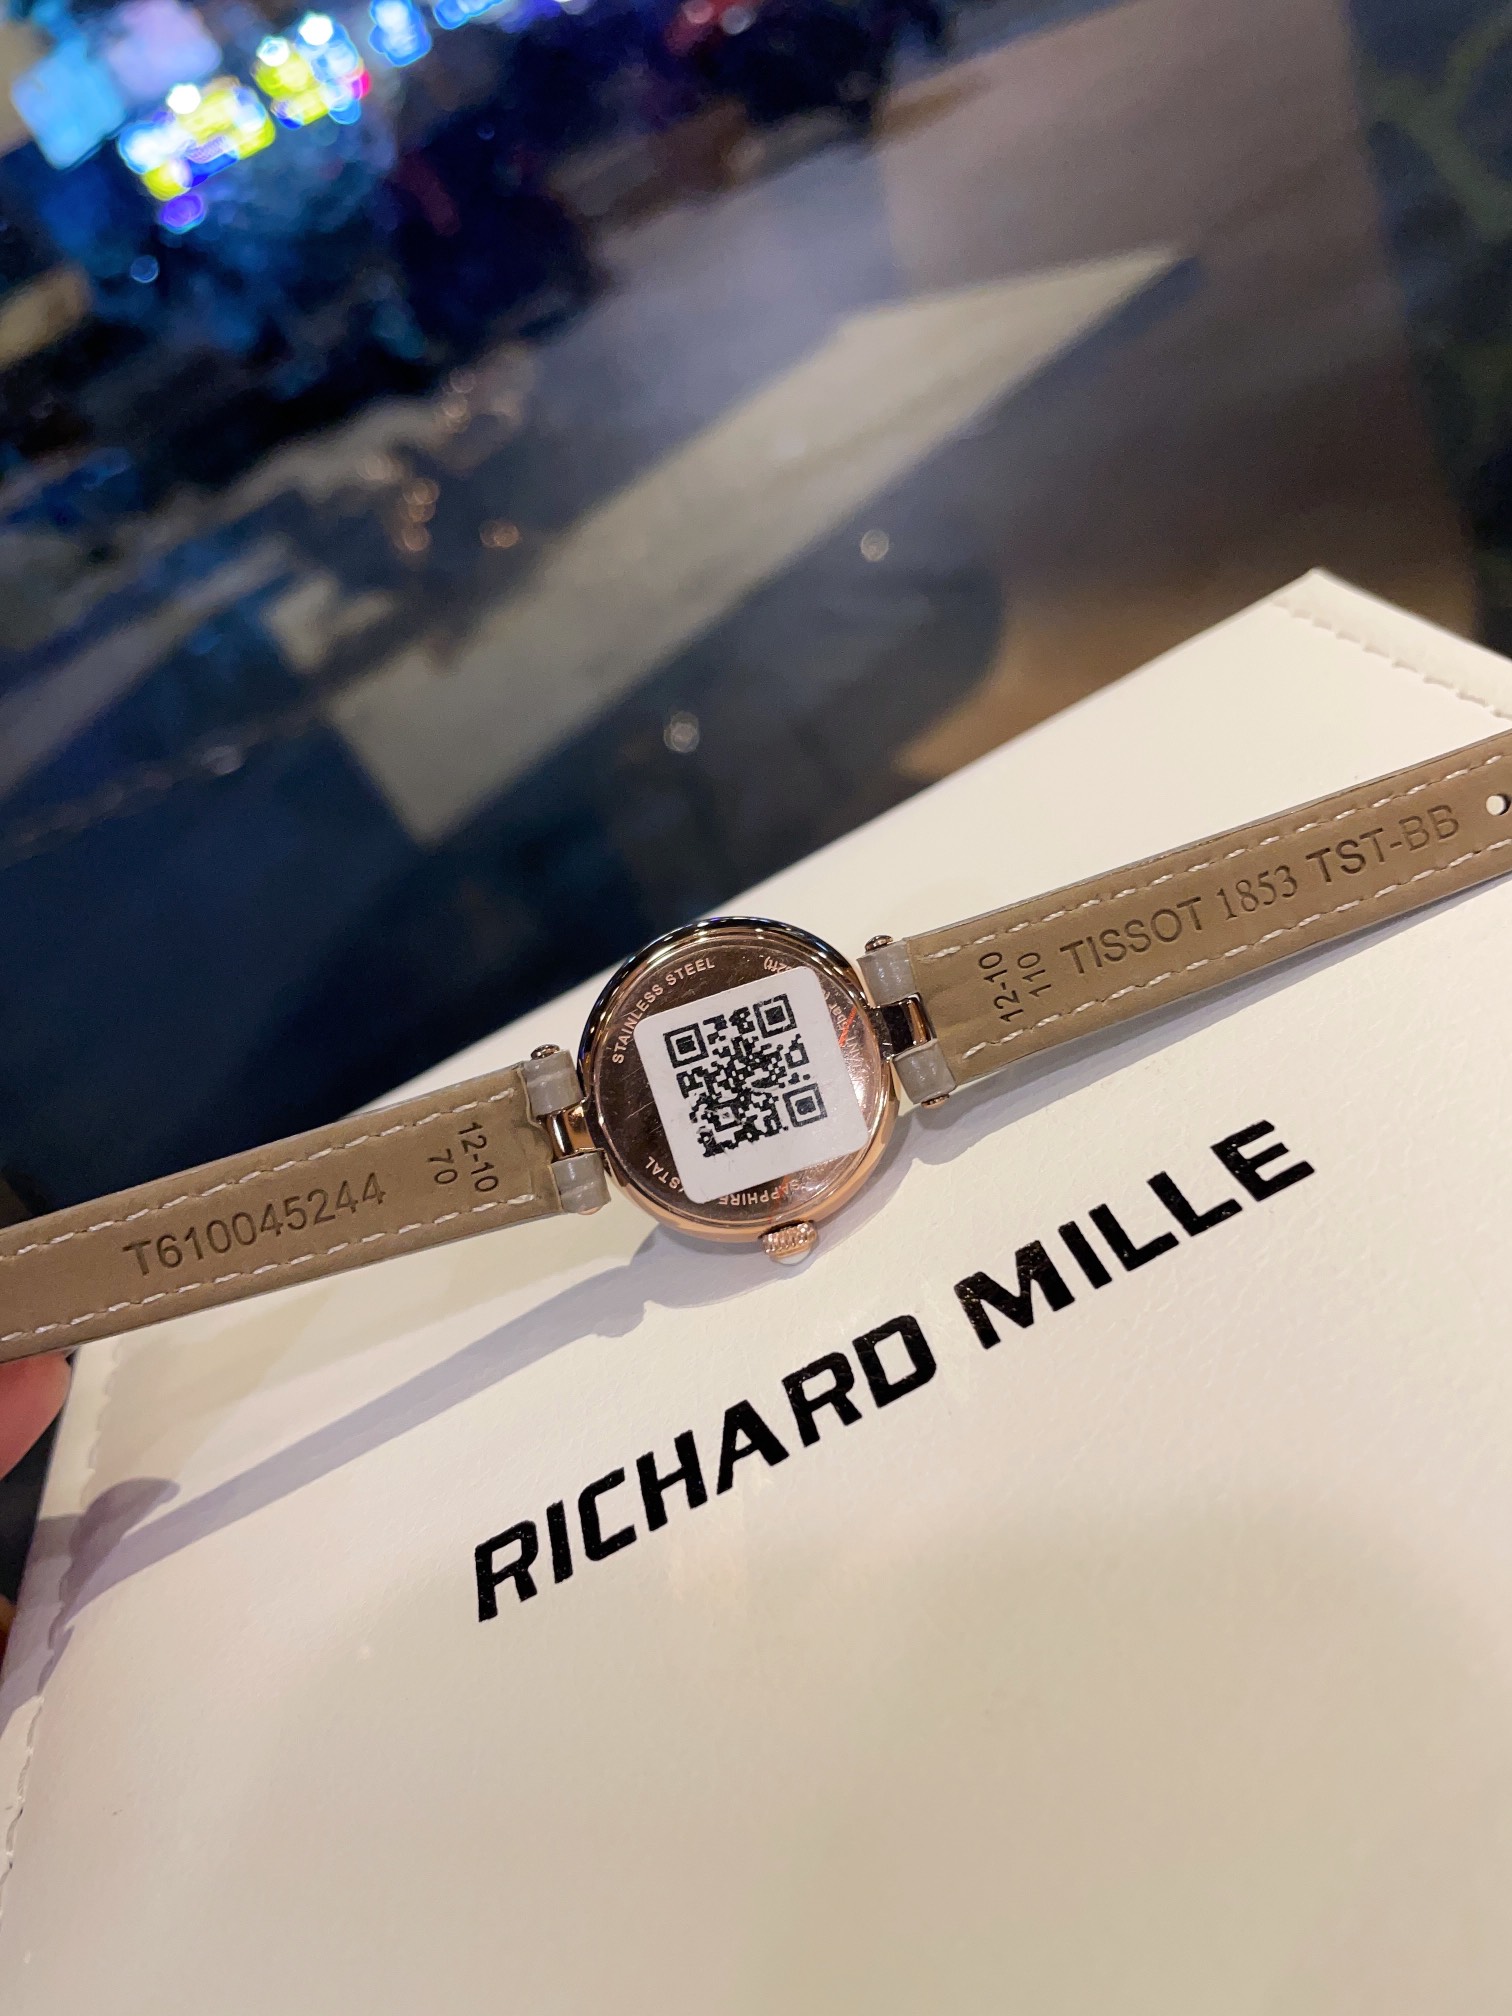 T610045244
12-10
70
STAINLESS STEEL
SAPPHIRE
12-10
110
TISSOT 1853 TST-BB
RICHARD MILLE